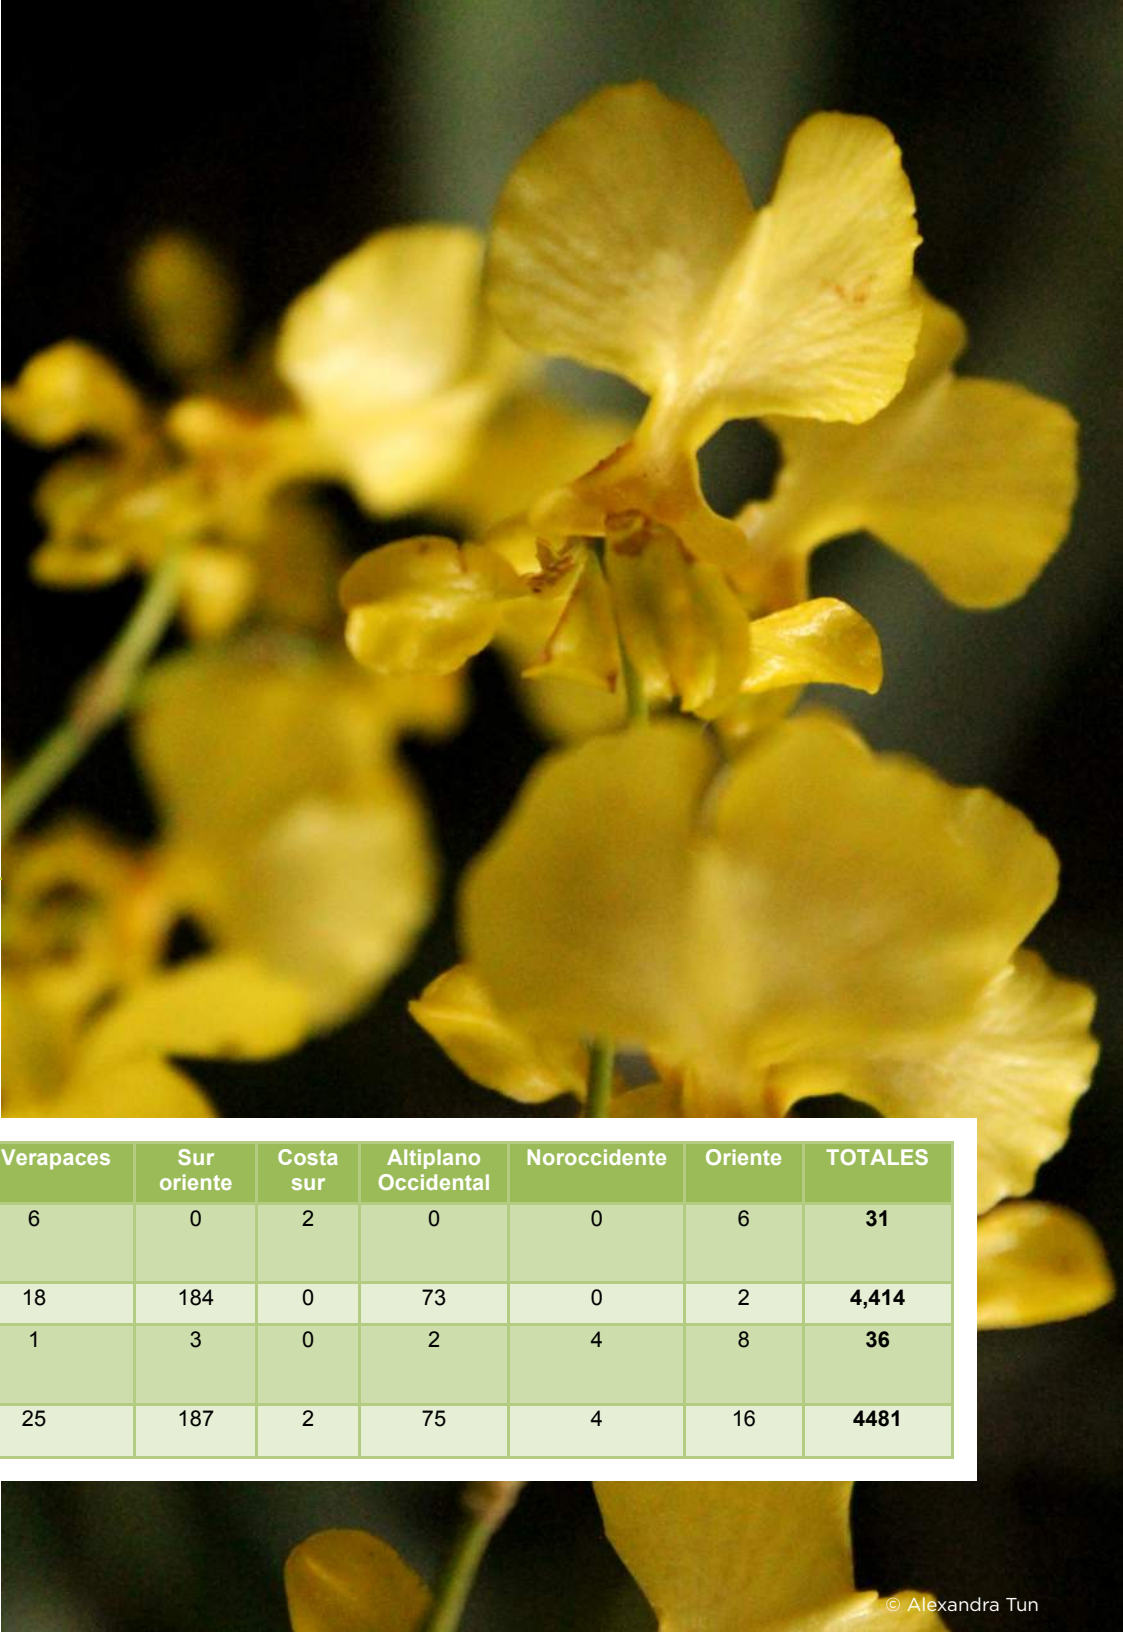 Verapaces Sur oriente Costa sur Altiplano Occidental Noroccidente Oriente TOTALES
6 0 2 0 0 6 31
18 184 0 73 0 2 4,414
1 3 0 2 4 8 36
25 187 2 75 4 16 4481
© Alexandra Tun